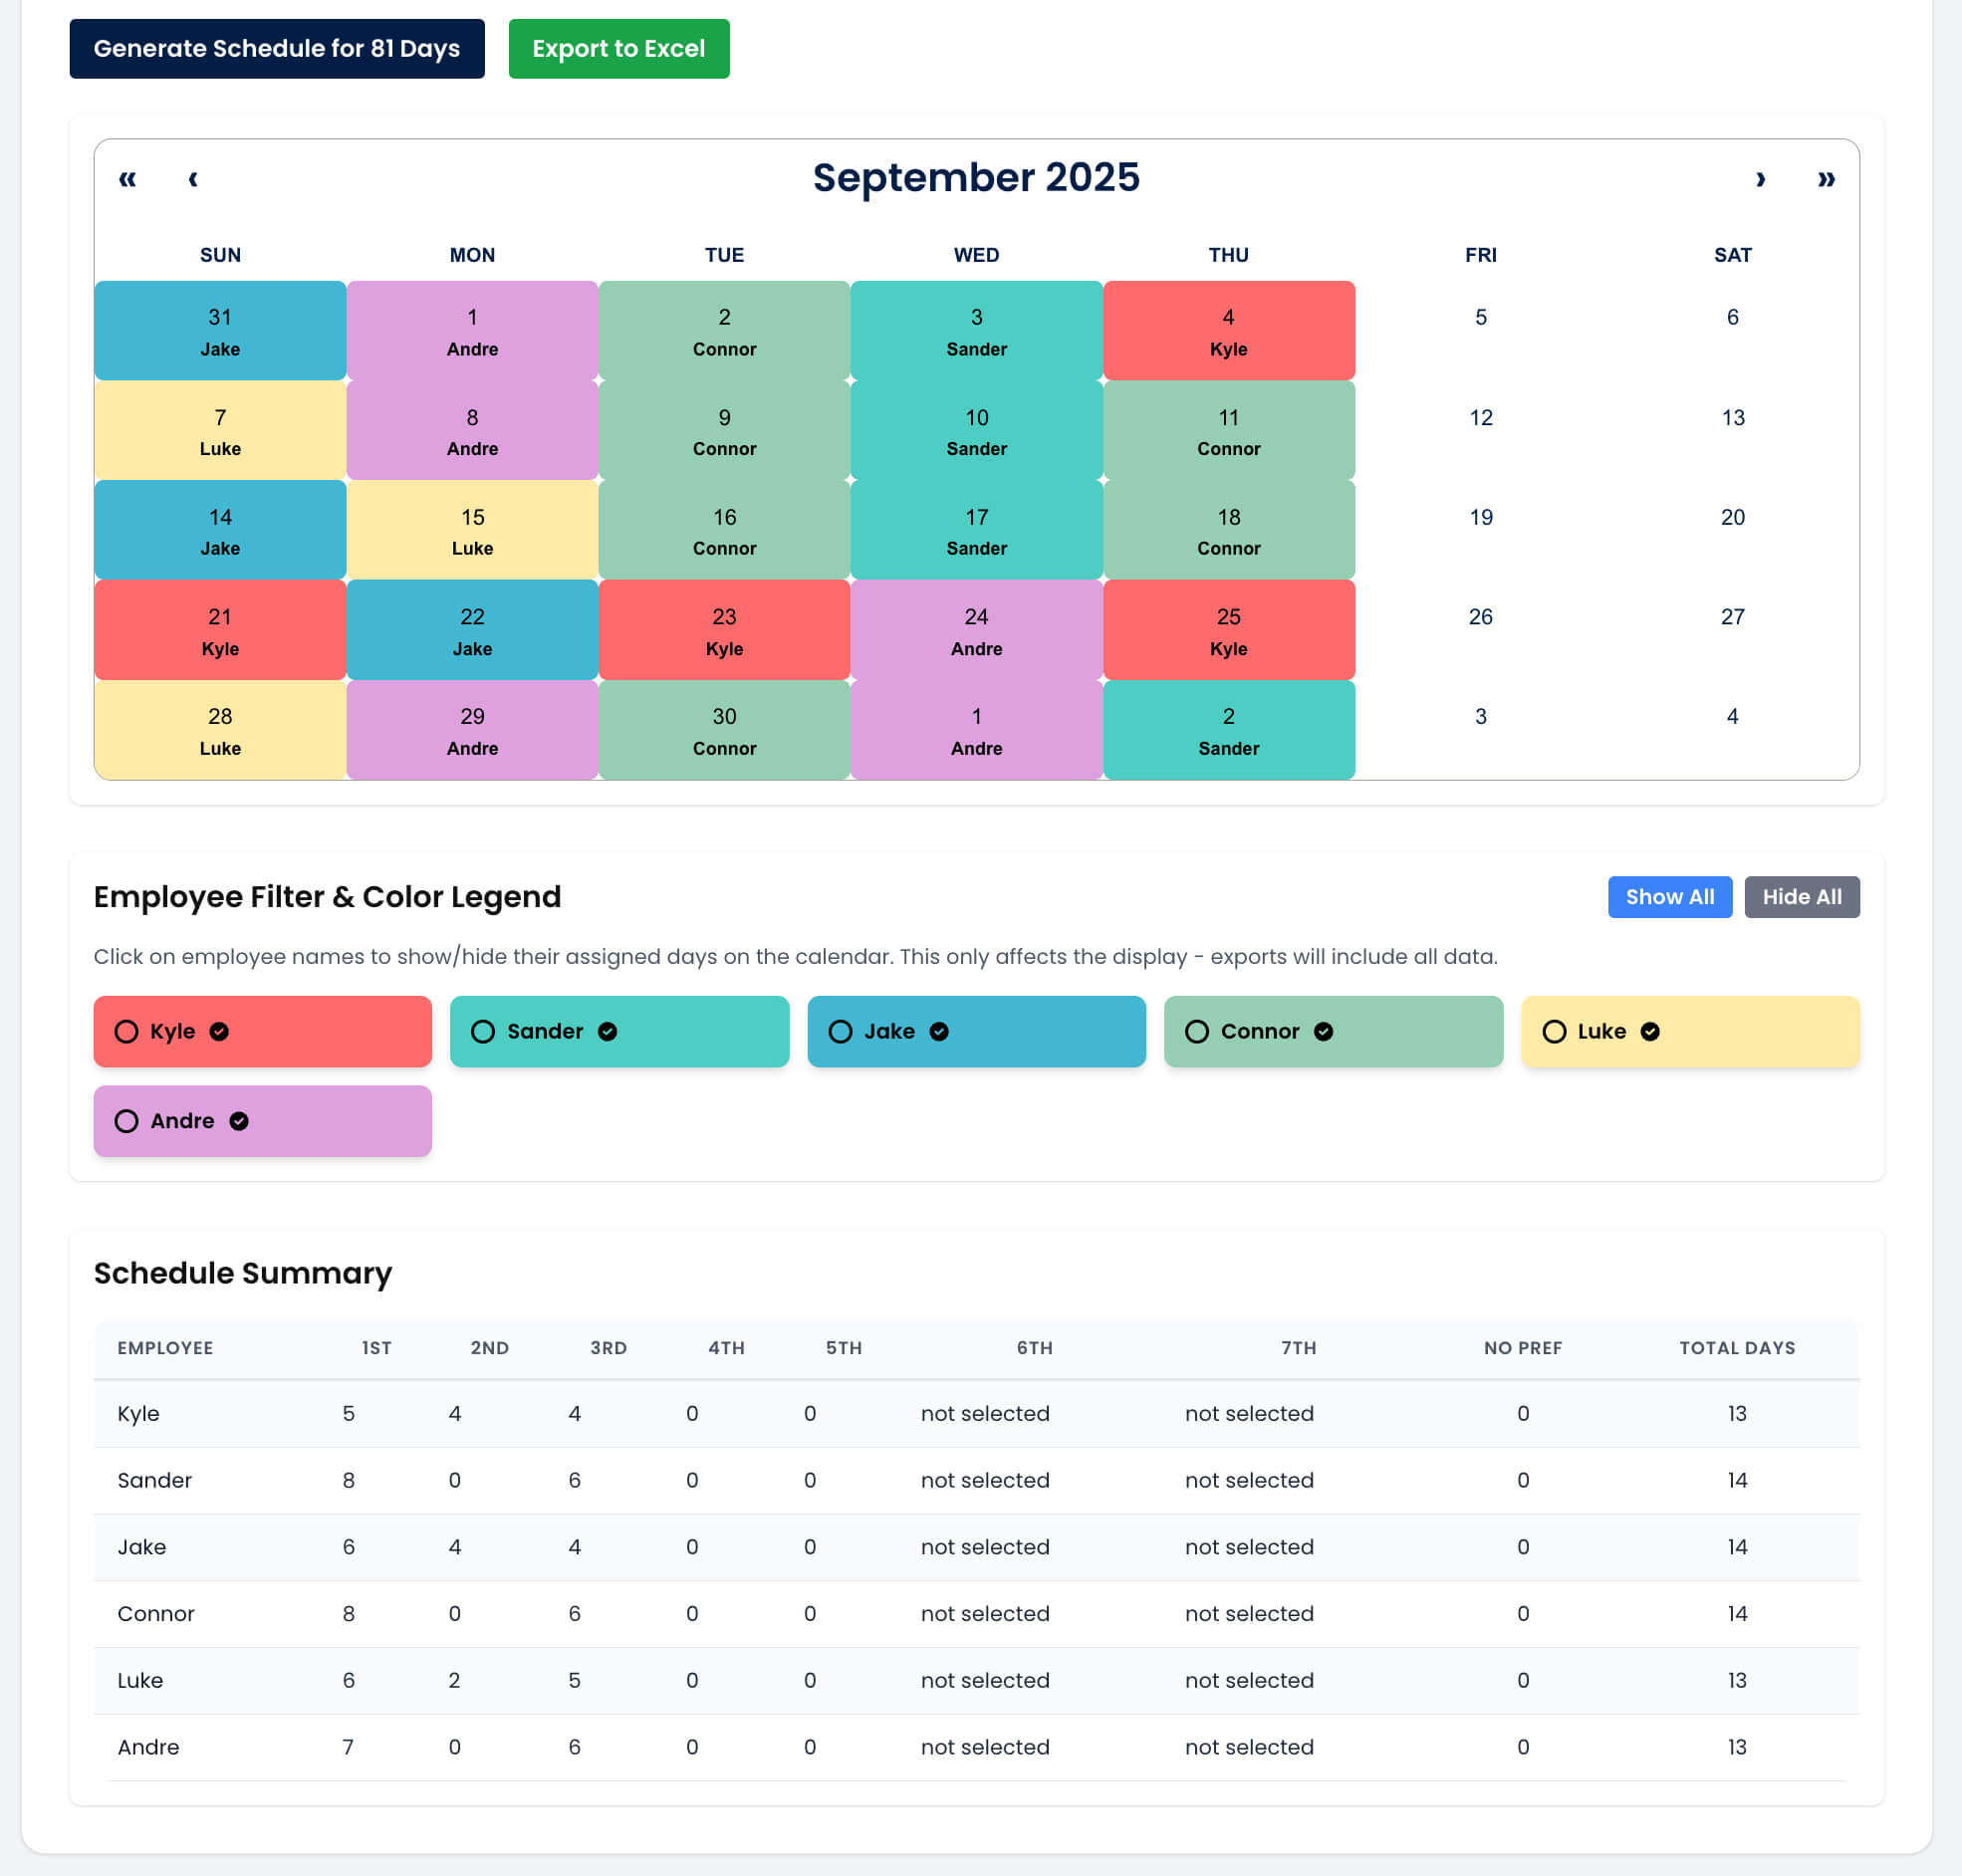 Generate Schedule for 81 Days Export to Excel
« ‹ September 2025 › »
SUN MON TUE WED THU FRI SAT
31 1 2 3 4 5 6
Jake Andre Connor Sander Kyle
7 8 9 10 11 12 13
Luke Andre Connor Sander Connor
14 15 16 17 18 19 20
Jake Luke Connor Sander Connor
21 22 23 24 25 26 27
Kyle Jake Kyle Andre Kyle
28 29 30 1 2 3 4
Luke Andre Connor Andre Sander
Employee Filter & Color Legend Show All Hide All
Click on employee names to show/hide their assigned days on the calendar. This only affects the display - exports will include all data.
Kyle Sander Jake Connor Luke
Andre
Schedule Summary
EMPLOYEE 1ST 2ND 3RD 4TH 5TH 6TH 7TH NO PREF TOTAL DAYS
Kyle 5 4 4 0 0 not selected not selected 0 13
Sander 8 0 6 0 0 not selected not selected 0 14
Jake 6 4 4 0 0 not selected not selected 0 14
Connor 8 0 6 0 0 not selected not selected 0 14
Luke 6 2 5 0 0 not selected not selected 0 13
Andre 7 0 6 0 0 not selected not selected 0 13